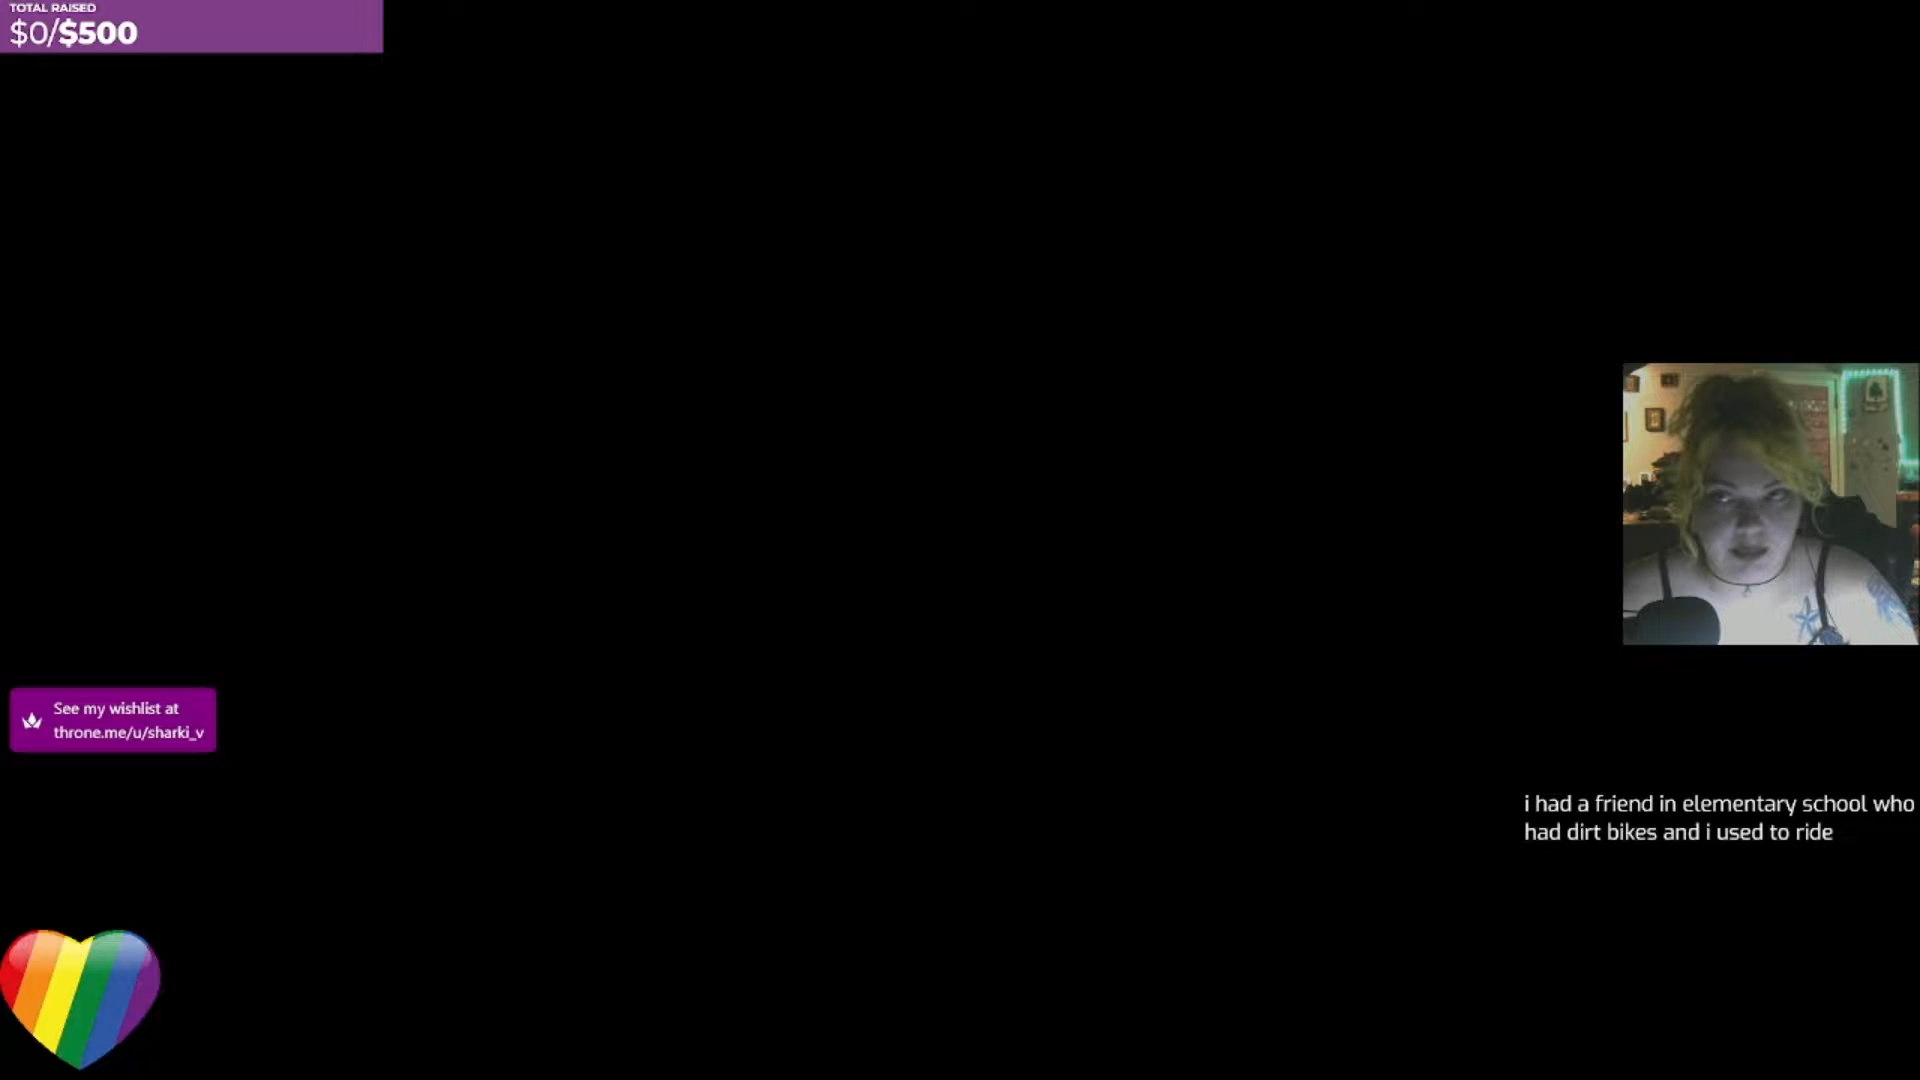 TOTAL RAISED
$0/$500
See my wishlist at
throne.me/u/sharki_v
i had a friend in elementary school who
had dirt bikes and i used to ride